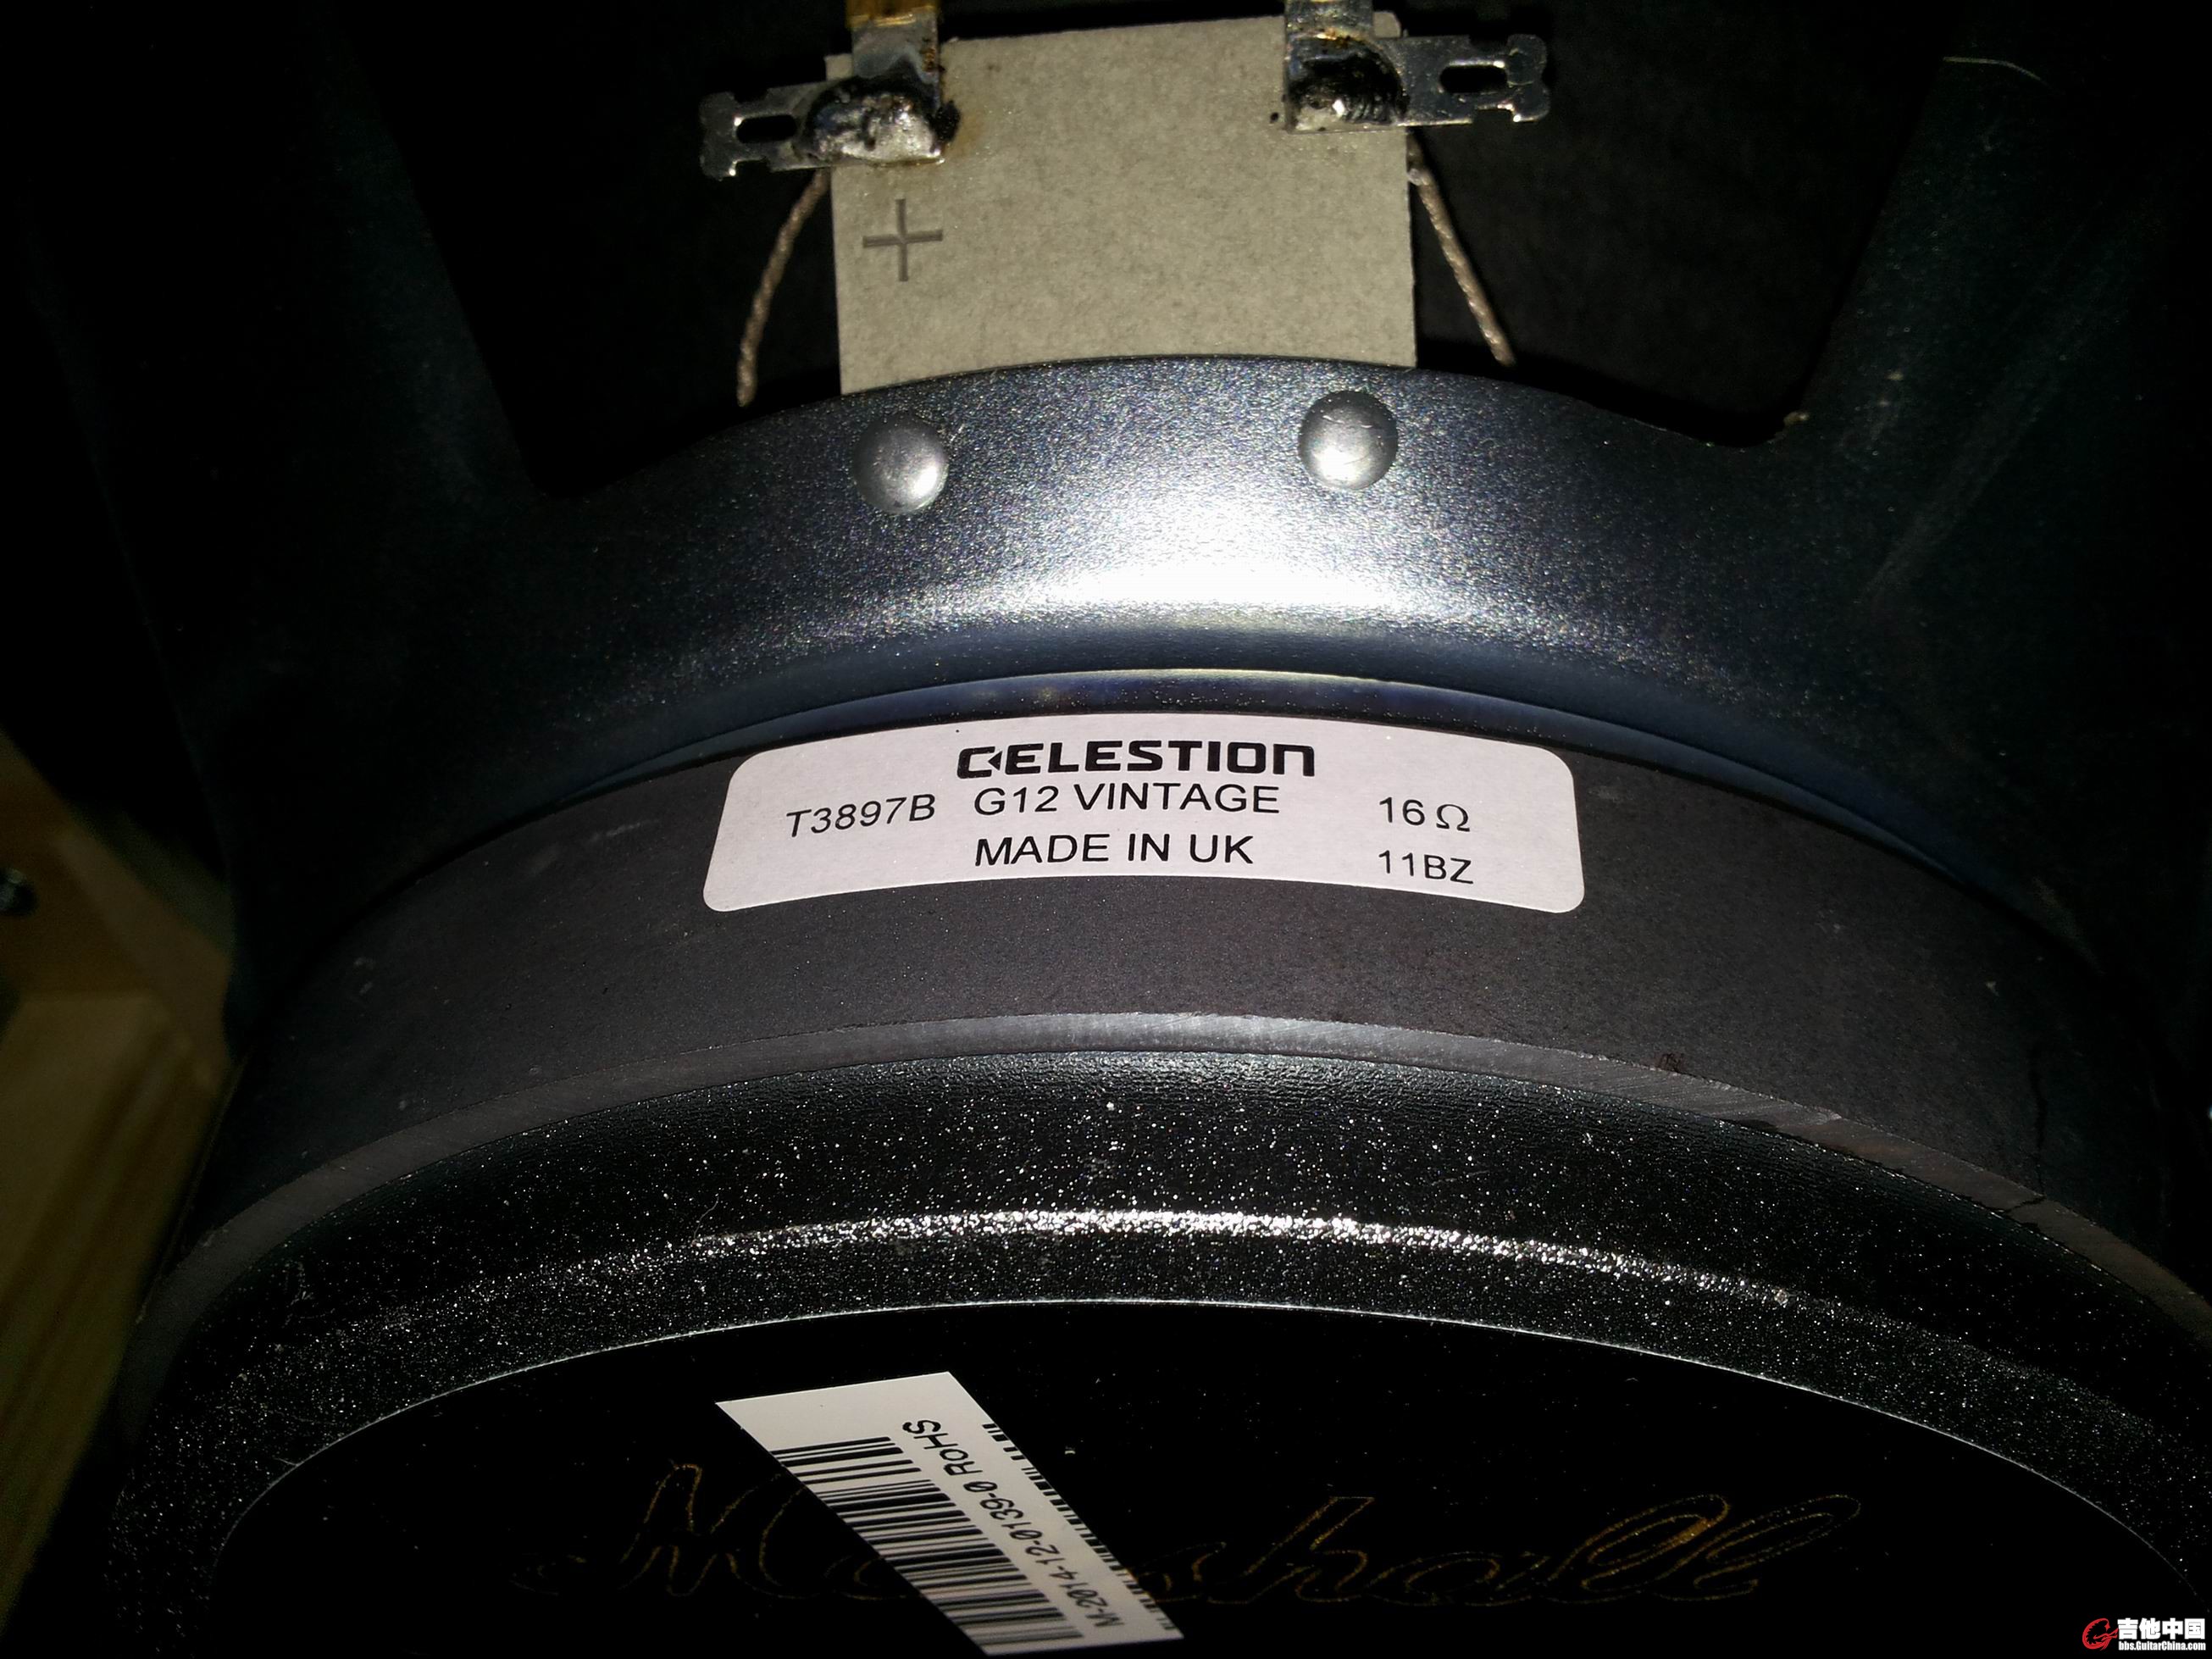 +
CELESTION
T3897B G12 VINTAGE 16Ω
MADE IN UK 11BZ
M-2014-12-0139-0 RoHS
Marshall
吉他中国
bbs.GuitarChina.com